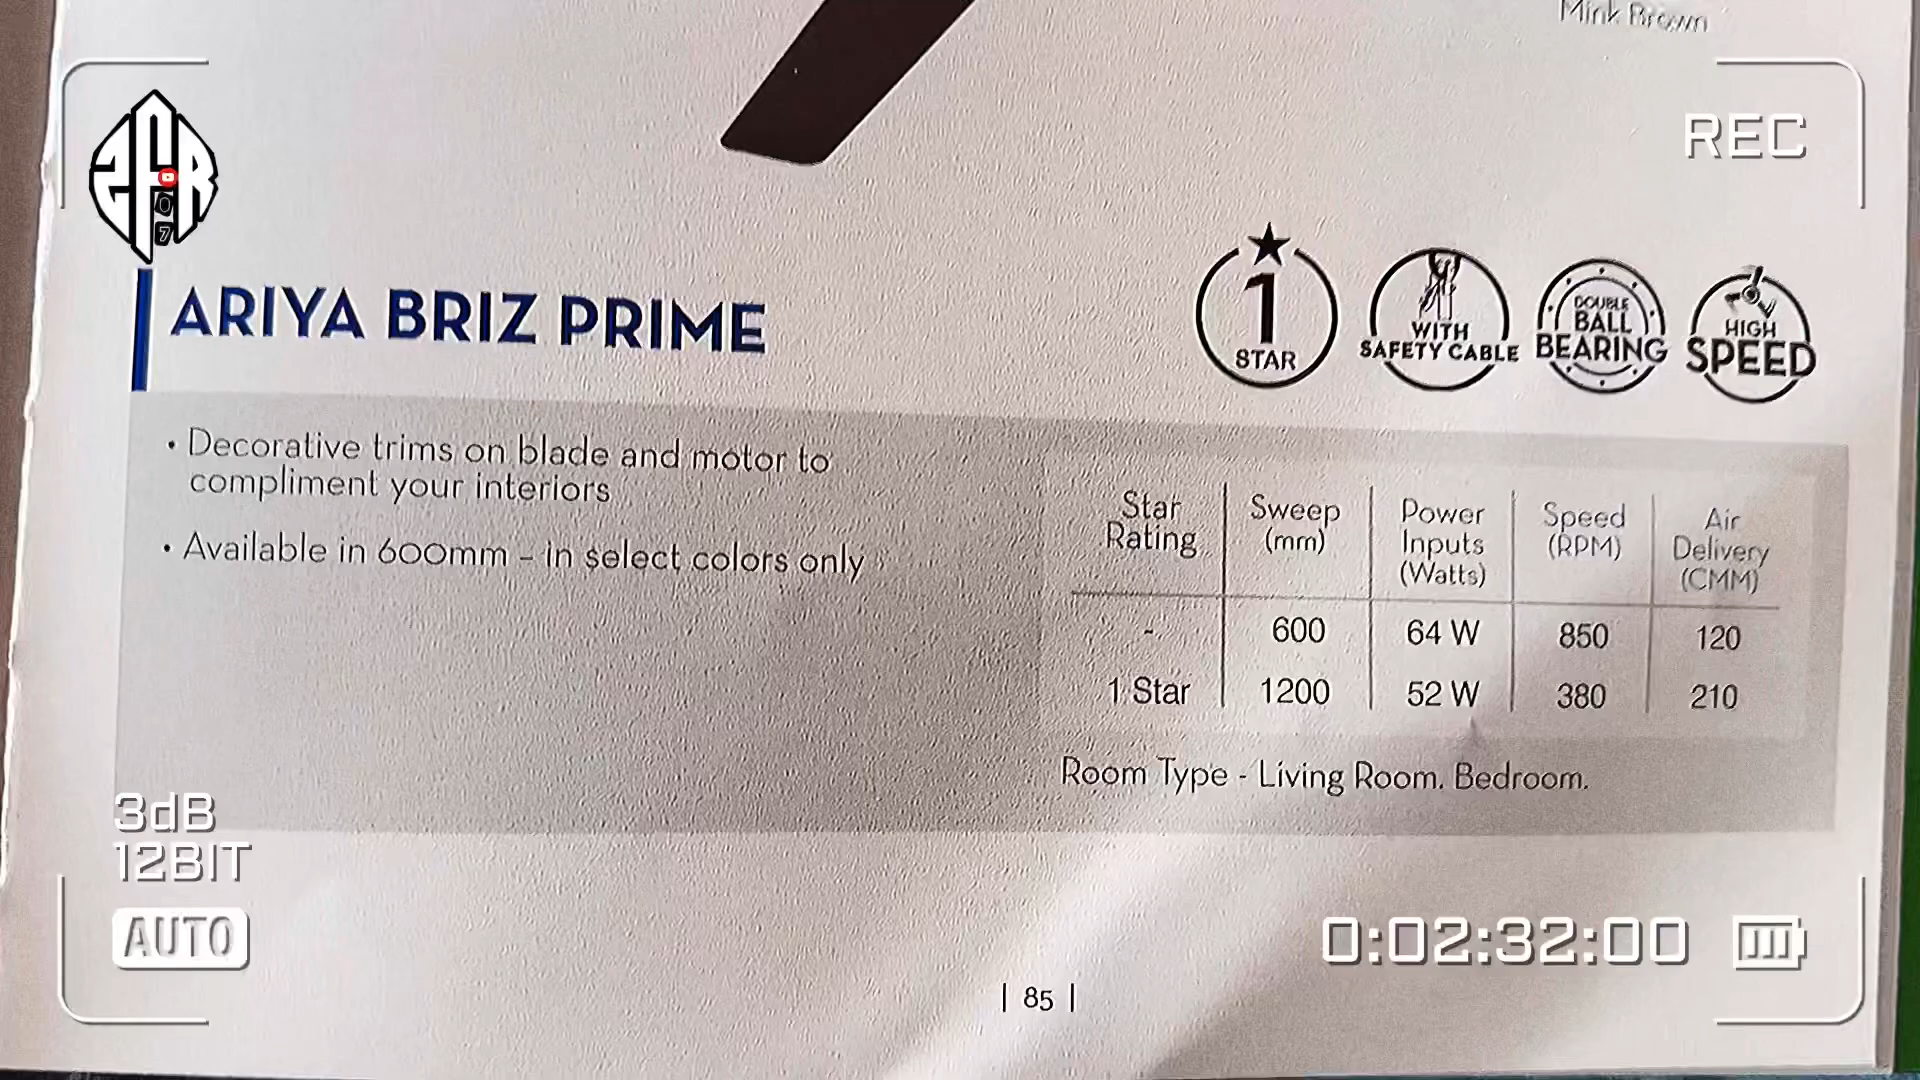 Mink Brown
REC
ZFR
07
ARIYA BRIZ PRIME
1
STAR
WITH
SAFETY CABLE
DOUBLE
BALL
BEARING
HIGH
SPEED
• Decorative trims on blade and motor to
compliment your interiors
• Available in 600mm – in select colors only
Star Rating Sweep (mm) Power Inputs (Watts) Speed (RPM) Air Delivery (CMM)
- 600 64 W 850 120
1 Star 1200 52 W 380 210
Room Type - Living Room. Bedroom.
3dB
12BIT
AUTO
0:02:32:00
| 85 |